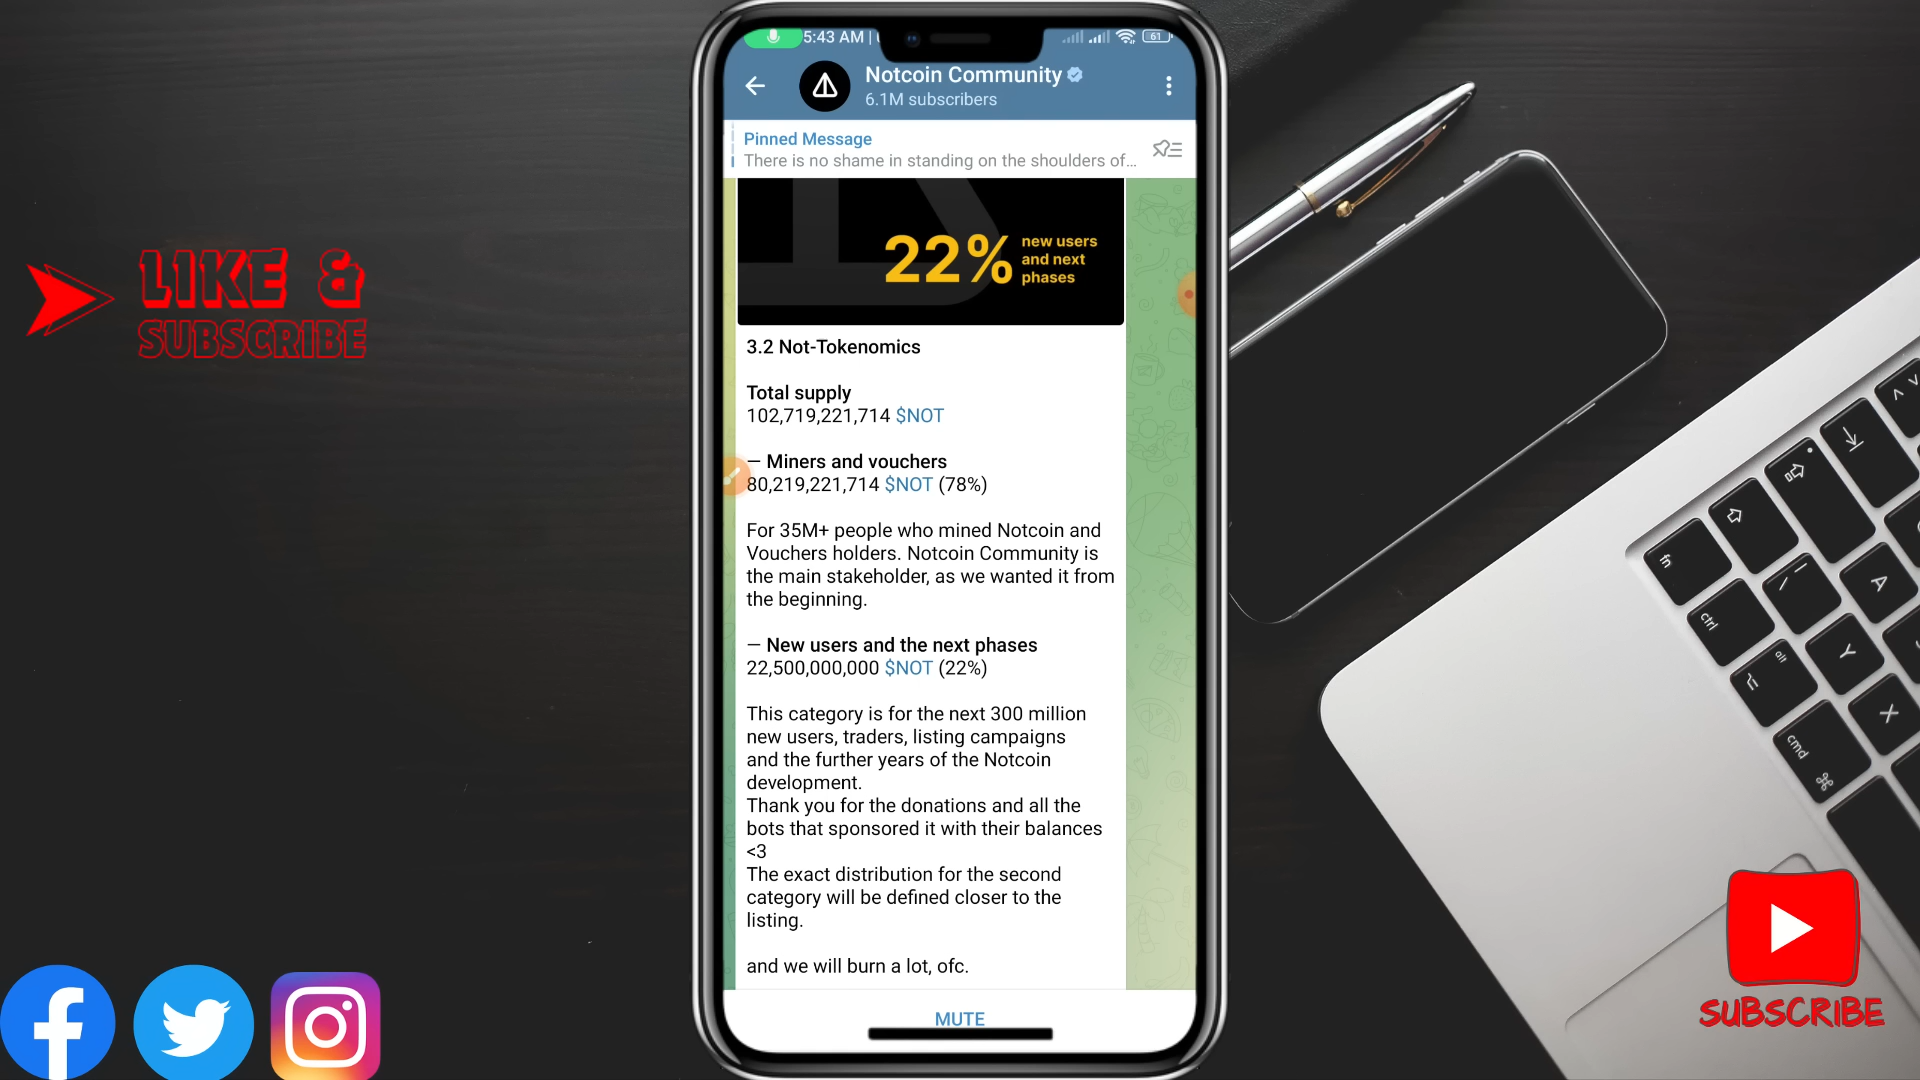 5:43 AM |
61
Notcoin Community
6.1M subscribers
Pinned Message
There is no shame in standing on the shoulders of...
22% new users
and next
phases
3.2 Not-Tokenomics
Total supply
102,719,221,714 $NOT
— Miners and vouchers
80,219,221,714 $NOT (78%)
For 35M+ people who mined Notcoin and
Vouchers holders. Notcoin Community is
the main stakeholder, as we wanted it from
the beginning.
— New users and the next phases
22,500,000,000 $NOT (22%)
This category is for the next 300 million
new users, traders, listing campaigns
and the further years of the Notcoin
development.
Thank you for the donations and all the
bots that sponsored it with their balances
<3
The exact distribution for the second
category will be defined closer to the
listing.
and we will burn a lot, ofc.
MUTE
LIKE &
SUBSCRIBE
SUBSCRIBE
fn
ctrl
alt
cmd
A
Y
X